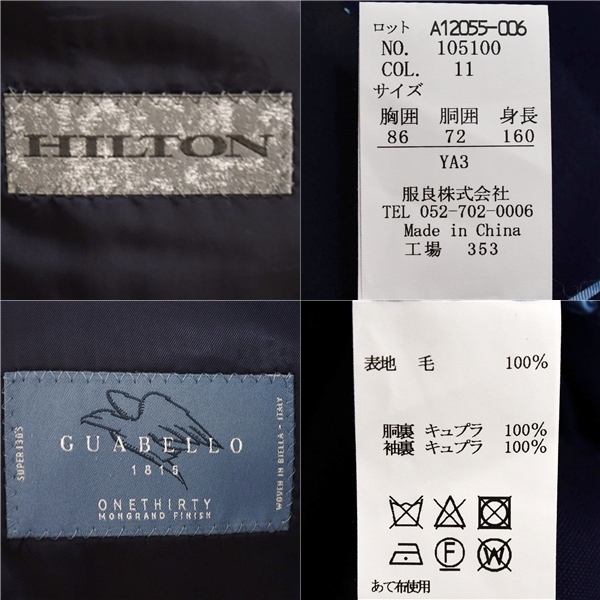 HILTON
ロット A12055-006
NO. 105100
COL. 11
サイズ
胸囲 胴囲 身長
86 72 160
YA3
服良株式会社
TEL 052-702-0006
Made in China
工場 353
SUPER 130'S
GUABELLO
1815
ONETHIRTY
MONGRAND FINISH
WOVEN IN BIELLA - ITALY
表地 毛 100%
胴裏 キュプラ 100%
袖裏 キュプラ 100%
F W
あて布使用